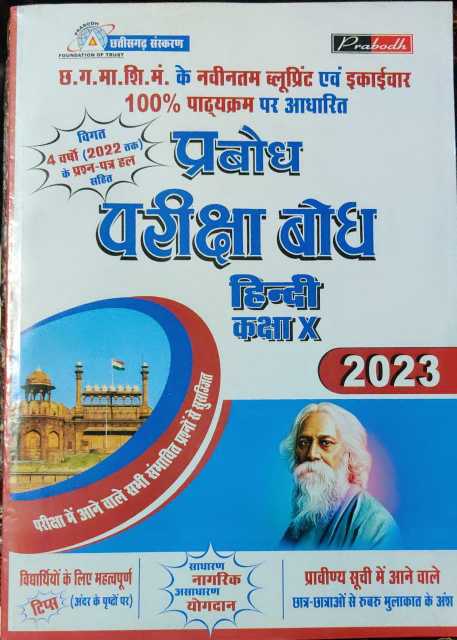 PRABODH
FOUNDATION OF TRUST
छत्तीसगढ़ संस्करण
Prabodh
छ.ग.मा.शि.मं. के नवीनतम ब्लूप्रिंट एवं इकाईवार
100% पाठ्यक्रम पर आधारित
विगत
4 वर्षों (2022 तक)
के प्रश्न-पत्र हल
सहित
प्रबोध
परीक्षा बोध
हिन्दी
कक्षा X
2023
परीक्षा में आने वाले सभी संभावित प्रश्नों से सुसज्जित
विद्यार्थियों के लिए महत्वपूर्ण
टिप्स (अंदर के पृष्ठों पर)
साधारण
नागरिक
असाधारण
योगदान
प्रावीण्य सूची में आने वाले
छात्र-छात्राओं से रुबरु मुलाकात के अंश